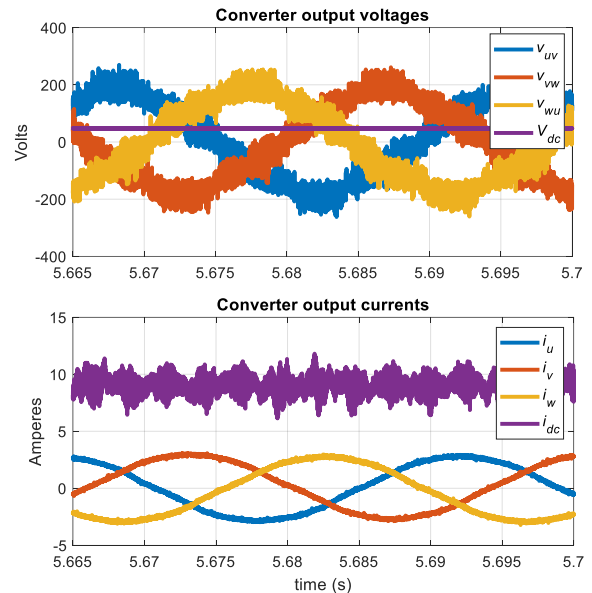 Converter output voltages
400
200
0
-200
-400
Volts
v_uv
v_vw
v_wu
V_dc
5.665
5.67
5.675
5.68
5.685
5.69
5.695
5.7
Converter output currents
15
10
5
0
-5
Amperes
i_u
i_v
i_w
i_dc
5.665
5.67
5.675
5.68
5.685
5.69
5.695
5.7
time (s)